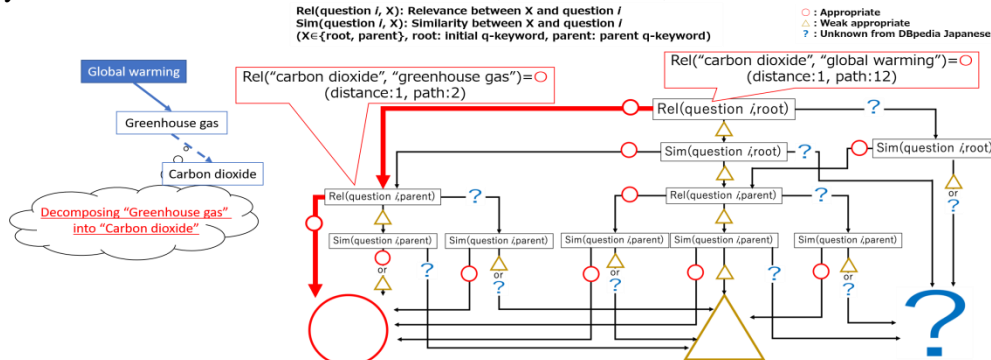 y
Rel(question i, X): Relevance between X and question i
Sim(question i, X): Similarity between X and question i
(X∈{root, parent}, root: initial q-keyword, parent: parent q-keyword)
: Appropriate
: Weak appropriate
? : Unknown from DBpedia Japanese
Global warming
Greenhouse gas
Carbon dioxide
Decomposing "Greenhouse gas"
into "Carbon dioxide"
Rel("carbon dioxide", "greenhouse gas")=○
(distance:1, path:2)
Rel("carbon dioxide", "global warming")=○
(distance:1, path:12)
Rel(question i,root)
?
Sim(question i,root)
?
Sim(question i,root)
or
?
Rel(question i,parent)
?
Rel(question i,parent)
?
Sim(question i,parent)
Sim(question i,parent)
Sim(question i,parent)
Sim(question i,parent)
Sim(question i,parent)
or
?
or
?
or
?
?
or
?
?